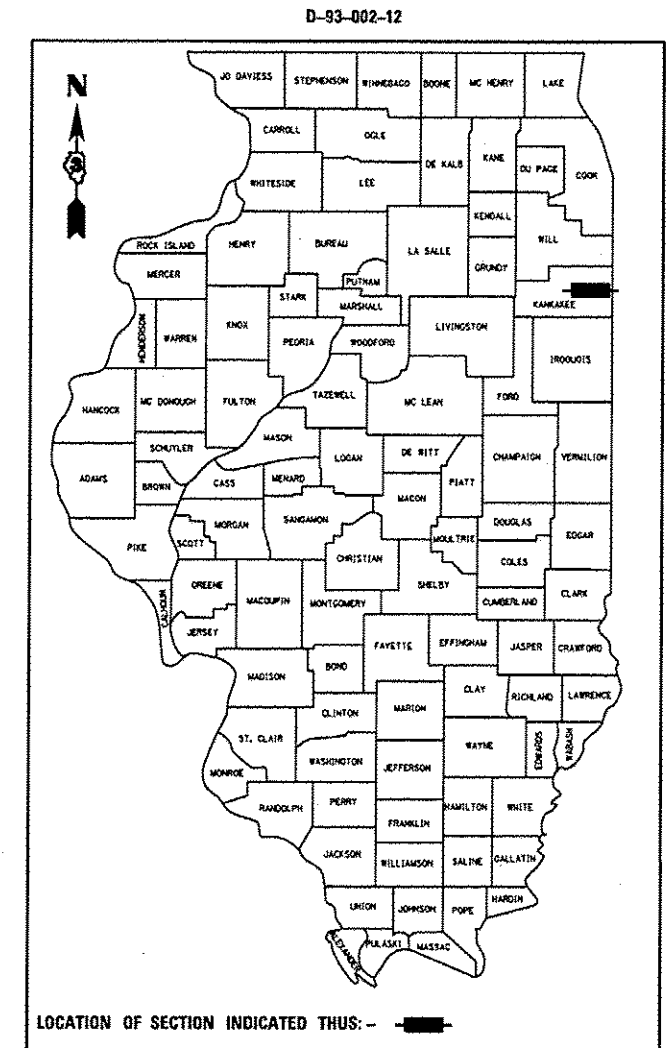 D-93-002-12
N
JO DAVIESS STEPHENSON WINNEBAGO BOONE MC HENRY LAKE
CARROLL OGLE DE KALB KANE DU PAGE COOK
WHITESIDE LEE KENDALL WILL
ROCK ISLAND HENRY BUREAU LA SALLE GRUNDY
MERCER PUTNAM KANKAKEE
HENDERSON WARREN KNOX STARK MARSHALL LIVINGSTON
PEORIA WOODFORD IROQUOIS
HANCOCK MC DONOUGH FULTON TAZEWELL MC LEAN FORD
SCHUYLER MASON LOGAN DE WITT CHAMPAIGN VERMILION
ADAMS BROWN CASS MENARD MACON PIATT
PIKE SCOTT MORGAN SANGAMON CHRISTIAN MOULTRIE DOUGLAS EDGAR
COLES
CALHOUN GREENE MACOUPIN MONTGOMERY SHELBY CUMBERLAND CLARK
JERSEY FAYETTE EFFINGHAM JASPER CRAWFORD
MADISON BOND CLAY RICHLAND LAWRENCE
CLINTON MARION
ST. CLAIR WASHINGTON JEFFERSON WAYNE EDWARDS WABASH
MONROE
RANDOLPH PERRY FRANKLIN HAMILTON WHITE
JACKSON WILLIAMSON SALINE GALLATIN
UNION JOHNSON POPE HARDIN
ALEXANDER PULASKI MASSAC
LOCATION OF SECTION INDICATED THUS: -